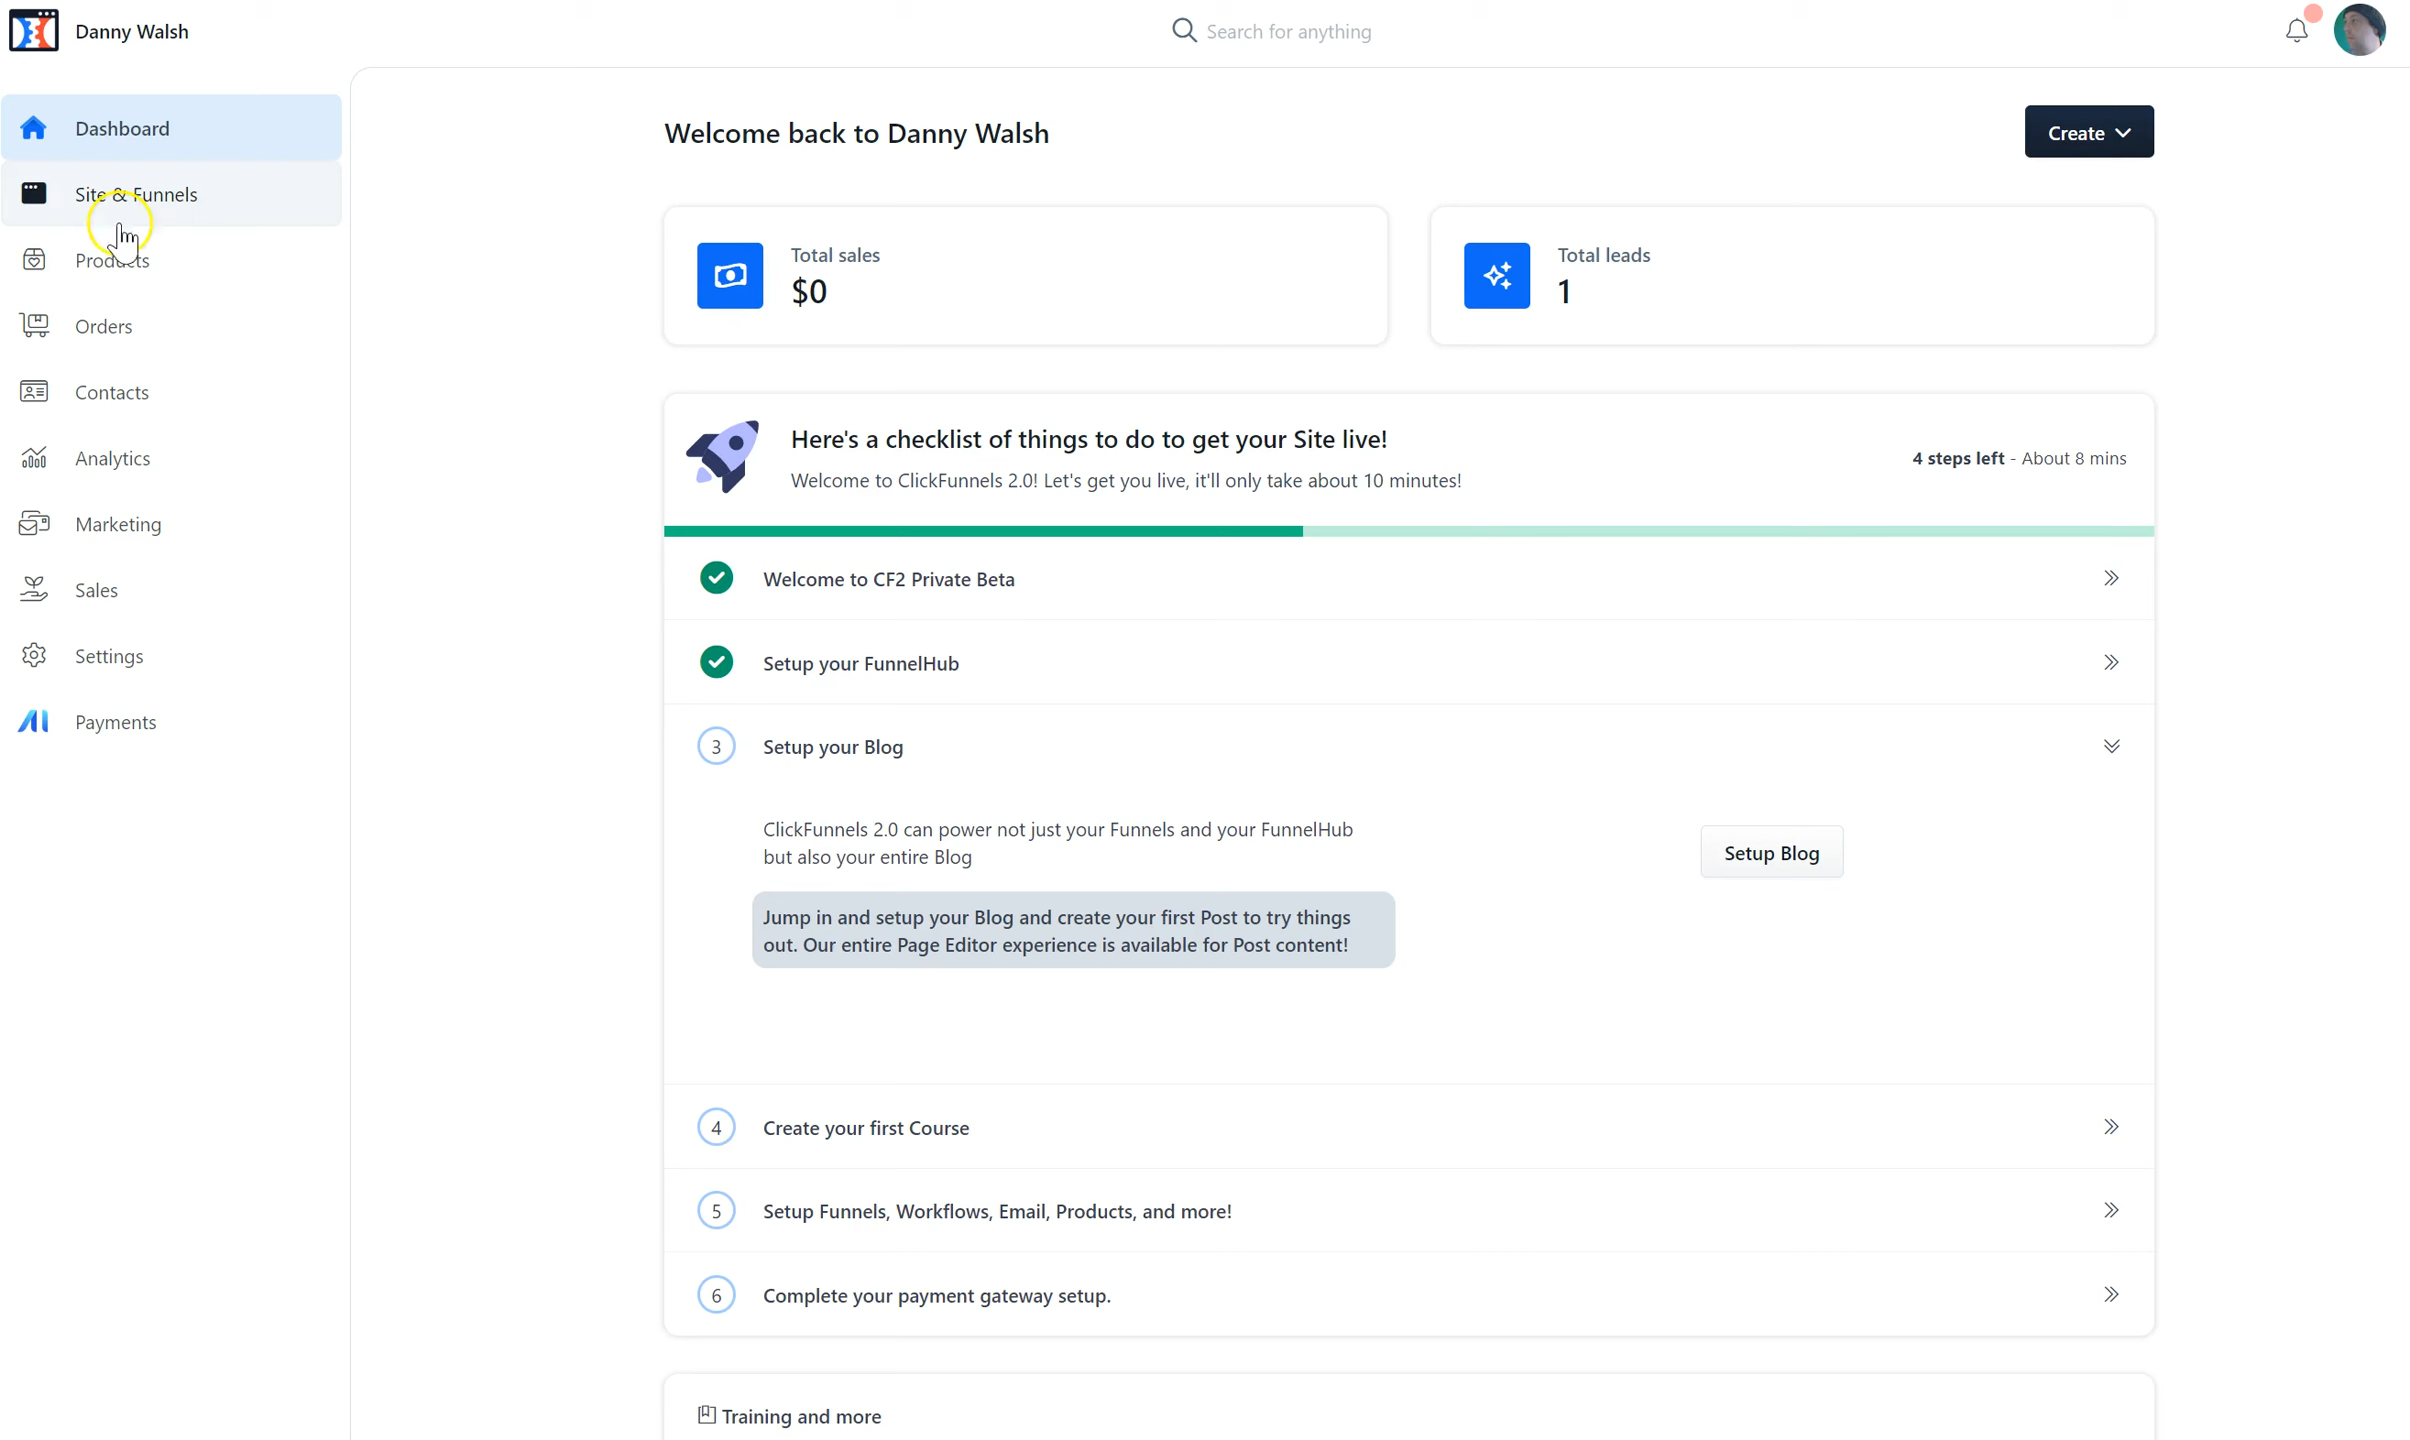 Danny Walsh
Search for anything
Dashboard
Site & Funnels
Products
Orders
Contacts
Analytics
Marketing
Sales
Settings
Payments
Welcome back to Danny Walsh
Create
Total sales
$0
Total leads
1
Here's a checklist of things to do to get your Site live!
Welcome to ClickFunnels 2.0! Let's get you live, it'll only take about 10 minutes!
4 steps left - About 8 mins
Welcome to CF2 Private Beta
Setup your FunnelHub
3 Setup your Blog
ClickFunnels 2.0 can power not just your Funnels and your FunnelHub
but also your entire Blog
Setup Blog
Jump in and setup your Blog and create your first Post to try things
out. Our entire Page Editor experience is available for Post content!
4 Create your first Course
5 Setup Funnels, Workflows, Email, Products, and more!
6 Complete your payment gateway setup.
Training and more